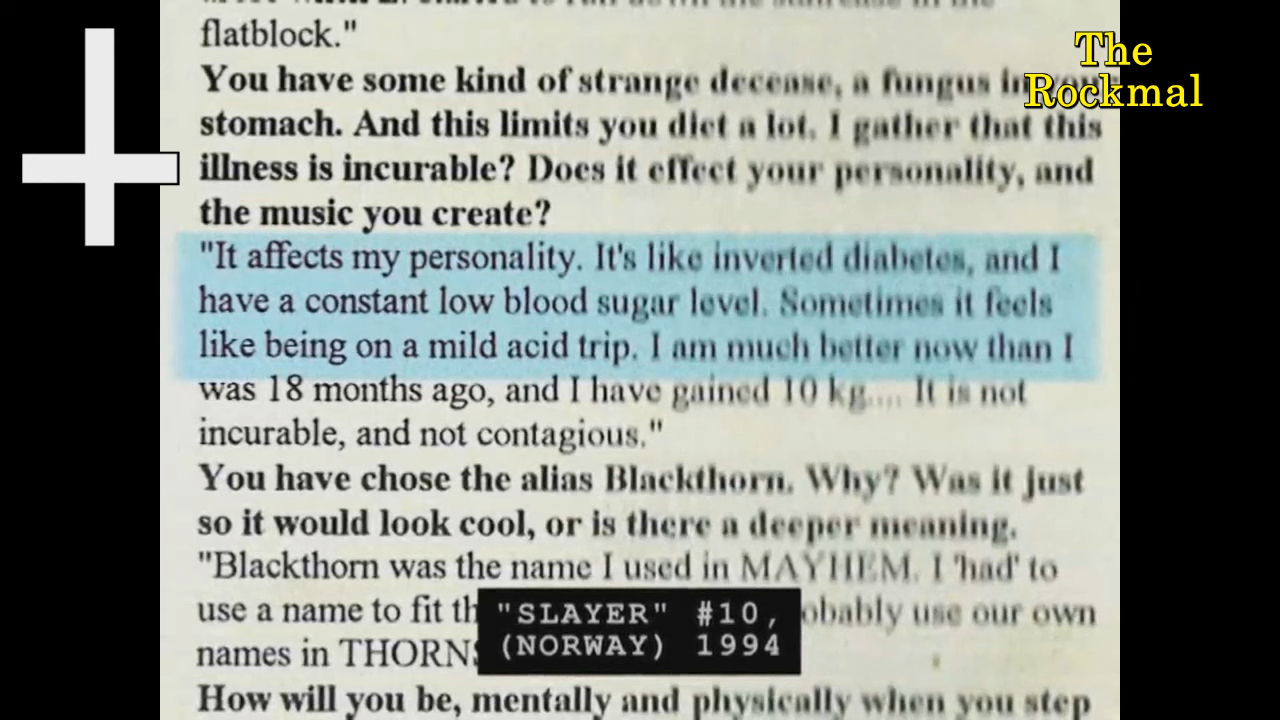 flatblock."
You have some kind of strange decease, a fungus in your
stomach. And this limits you diet a lot. I gather that this
illness is incurable? Does it effect your personality, and
the music you create?
"It affects my personality. It's like inverted diabetes, and I
have a constant low blood sugar level. Sometimes it feels
like being on a mild acid trip. I am much better now than I
was 18 months ago, and I have gained 10 kg.... It is not
incurable, and not contagious."
You have chose the alias Blackthorn. Why? Was it just
so it would look cool, or is there a deeper meaning.
"Blackthorn was the name I used in MAYHEM. I 'had' to
use a name to fit obably use our own
names in THORNS
How will you be, mentally and physically when you step
The
Rockmal
"SLAYER" #10,
(NORWAY) 1994